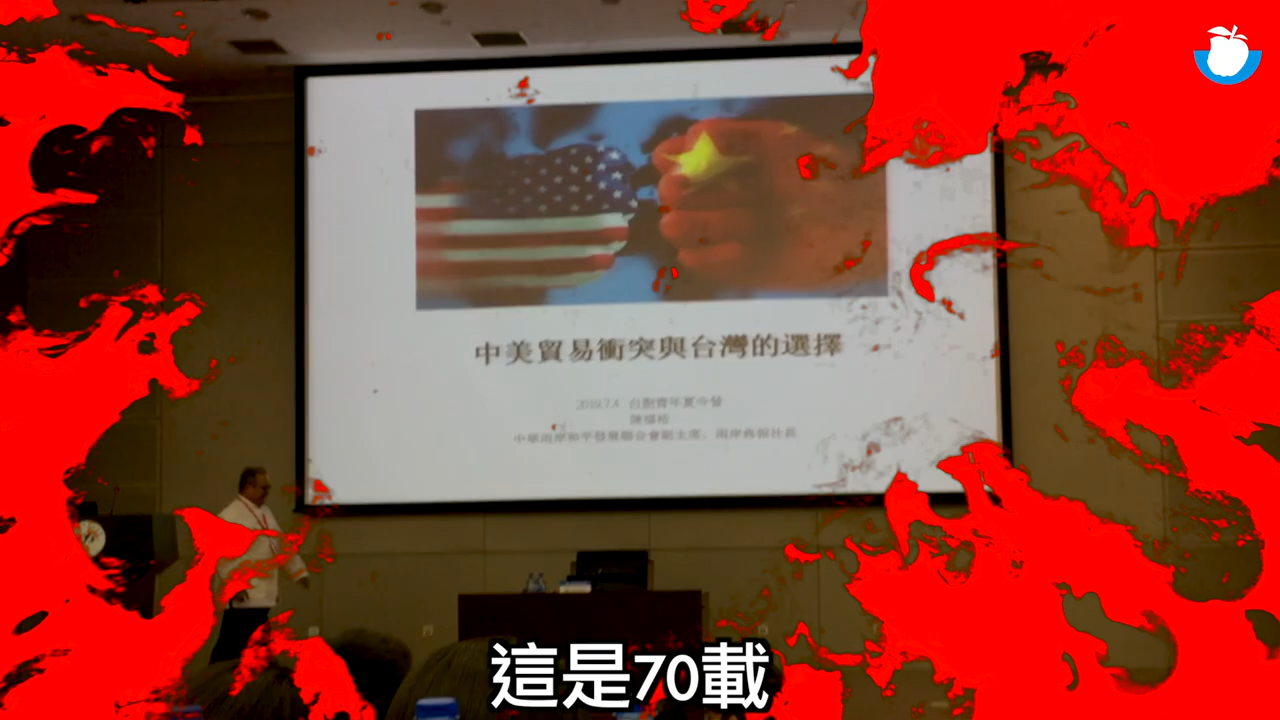 中美貿易衝突與台灣的選擇
2019.7.4 台劇青年夏令營
中華兩岸和平發展聯合會副主席、兩岸商報社長
這是70載